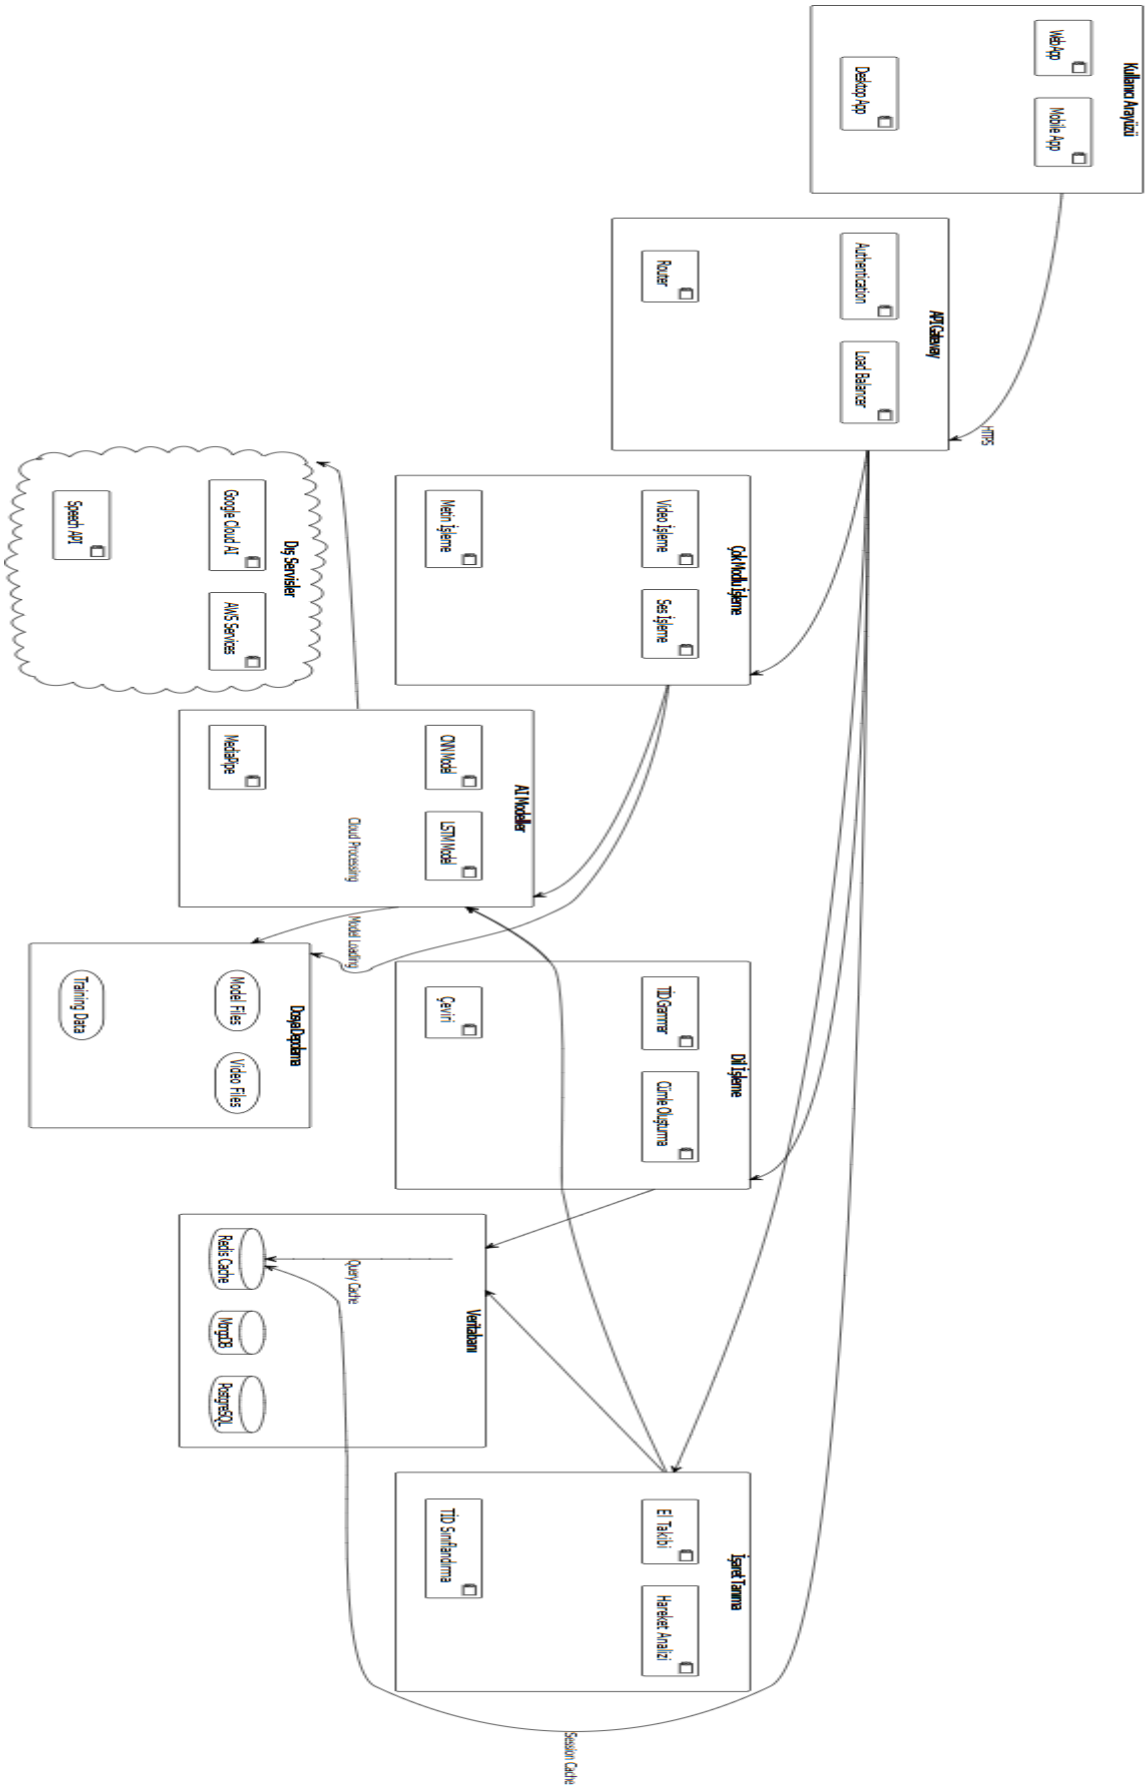 Kullanıcı Arayüzü
Web App
Mobile App
Desktop App
HTTPS
API Gateway
Authentication
Load Balancer
Router
Çok Modlu İşleme
Video İşleme
Ses İşleme
Metin İşleme
Dış Servisler
Google Cloud AI
AWS Services
Speech API
AI Modeller
CNN Model
LSTM Model
MediaPipe
Cloud Processing
Model Loading
Dosya Depolama
Model Files
Video Files
Training Data
Dil İşleme
TİD Grammer
Cümle Oluşturma
Çeviri
Veritabanı
Query Cache
Redis Cache
MongoDB
PostgreSQL
İşaret Tanıma
El Takibi
Hareket Analizi
TİD Sınıflandırma
Session Cache